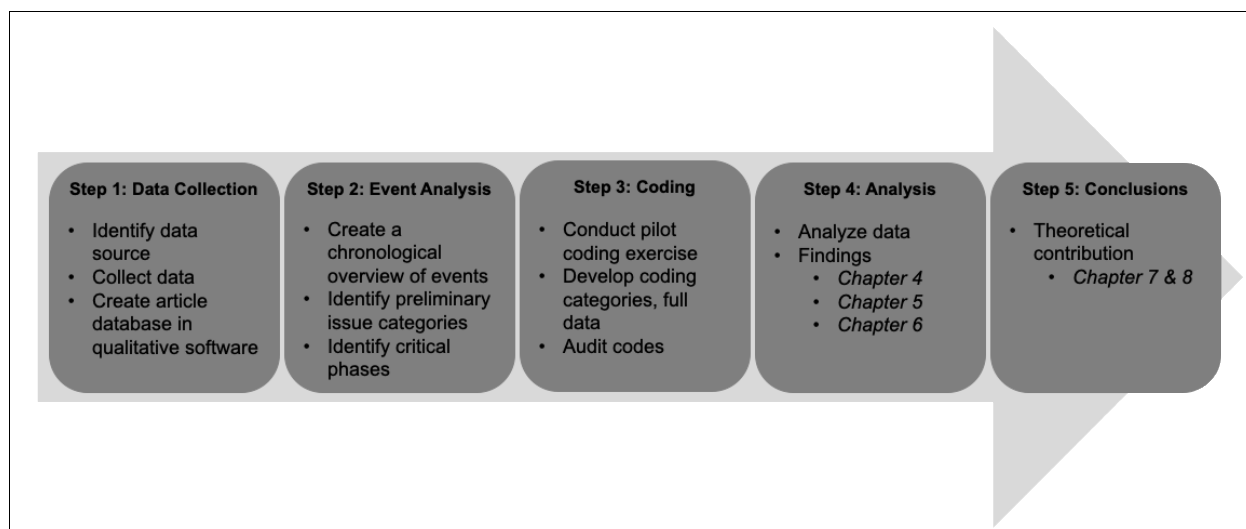 Step 1: Data Collection
• Identify data
source
• Collect data
• Create article
database in
qualitative software
Step 2: Event Analysis
• Create a
chronological
overview of events
• Identify preliminary
issue categories
• Identify critical
phases
Step 3: Coding
• Conduct pilot
coding exercise
• Develop coding
categories, full
data
• Audit codes
Step 4: Analysis
• Analyze data
• Findings
• Chapter 4
• Chapter 5
• Chapter 6
Step 5: Conclusions
• Theoretical
contribution
• Chapter 7 & 8